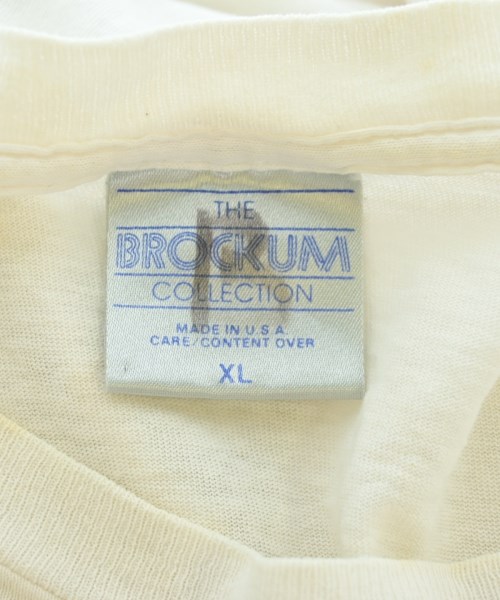 THE
BROCKUM
COLLECTION
MADE IN U.S.A.
CARE/CONTENT OVER
XL